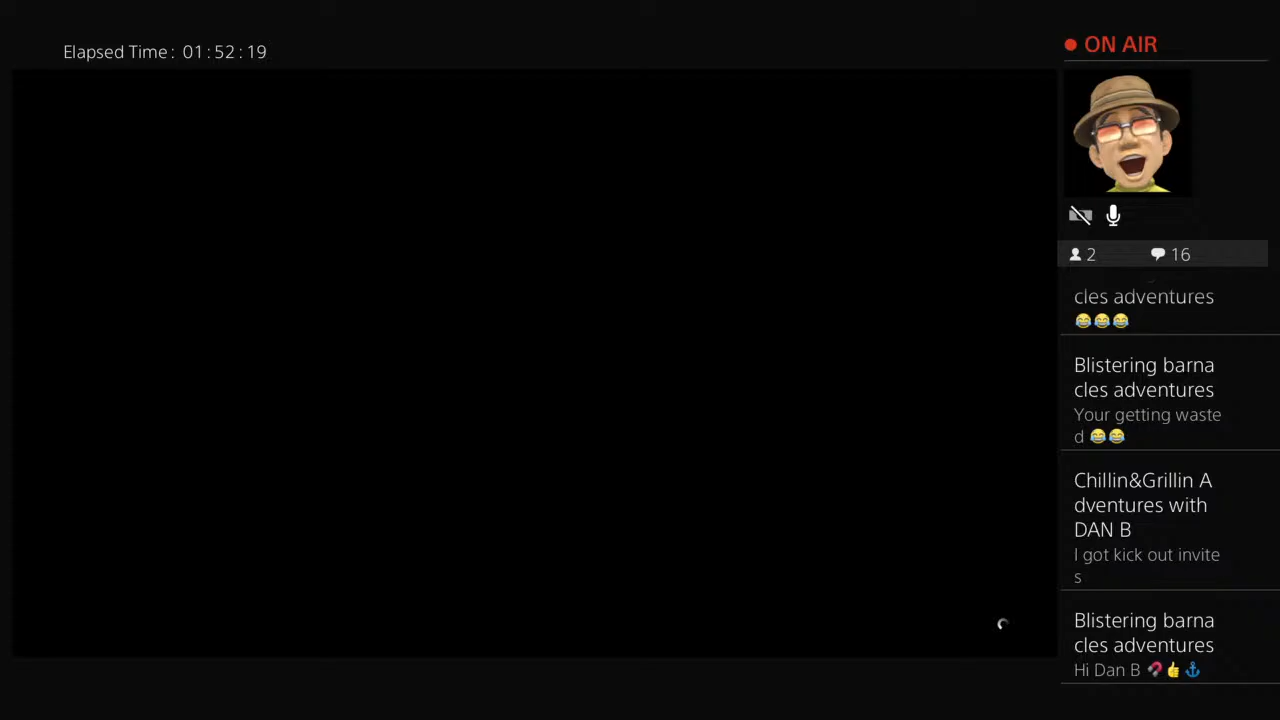 Elapsed Time: 01:52:19
ON AIR
2 16
cles adventures
😂😂😂
Blistering barna
cles adventures
Your getting waste
d 😂😂
Chillin&Grillin A
dventures with
DAN B
I got kick out invite
s
Blistering barna
cles adventures
Hi Dan B 🧲👍⚓